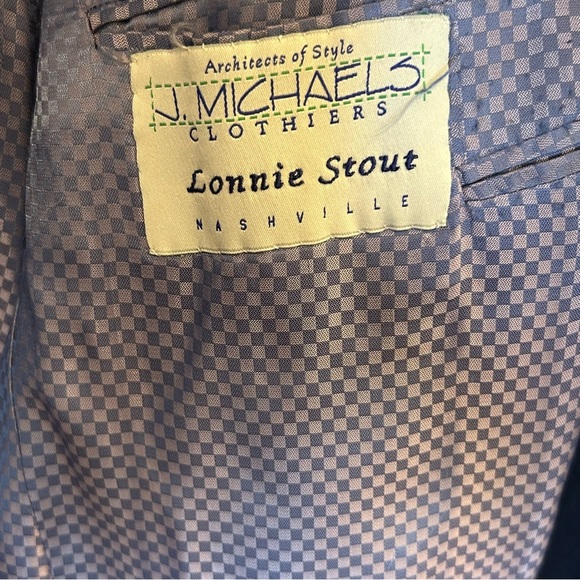 Architects of Style
J. MICHAELS
CLOTHIERS
Lonnie Stout
NASHVILLE